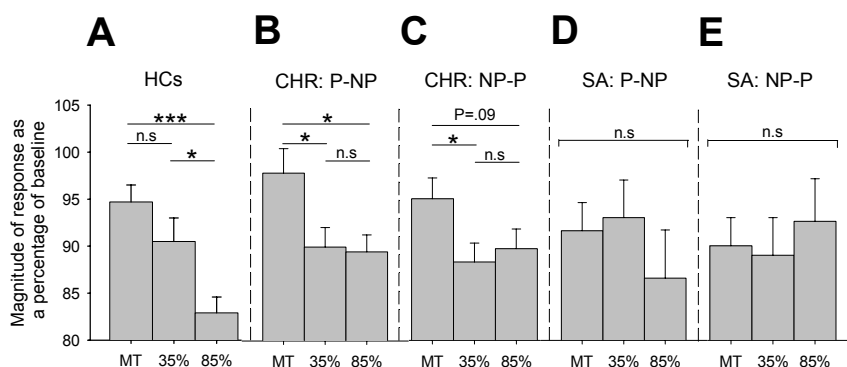 A B C D E
HCs CHR: P-NP CHR: NP-P SA: P-NP SA: NP-P
Magnitude of response as
a percentage of baseline
105
100
95
90
85
80
***
n.s
*
*
*
n.s
P=.09
*
n.s
n.s
n.s
MT 35% 85% MT 35% 85% MT 35% 85% MT 35% 85% MT 35% 85%